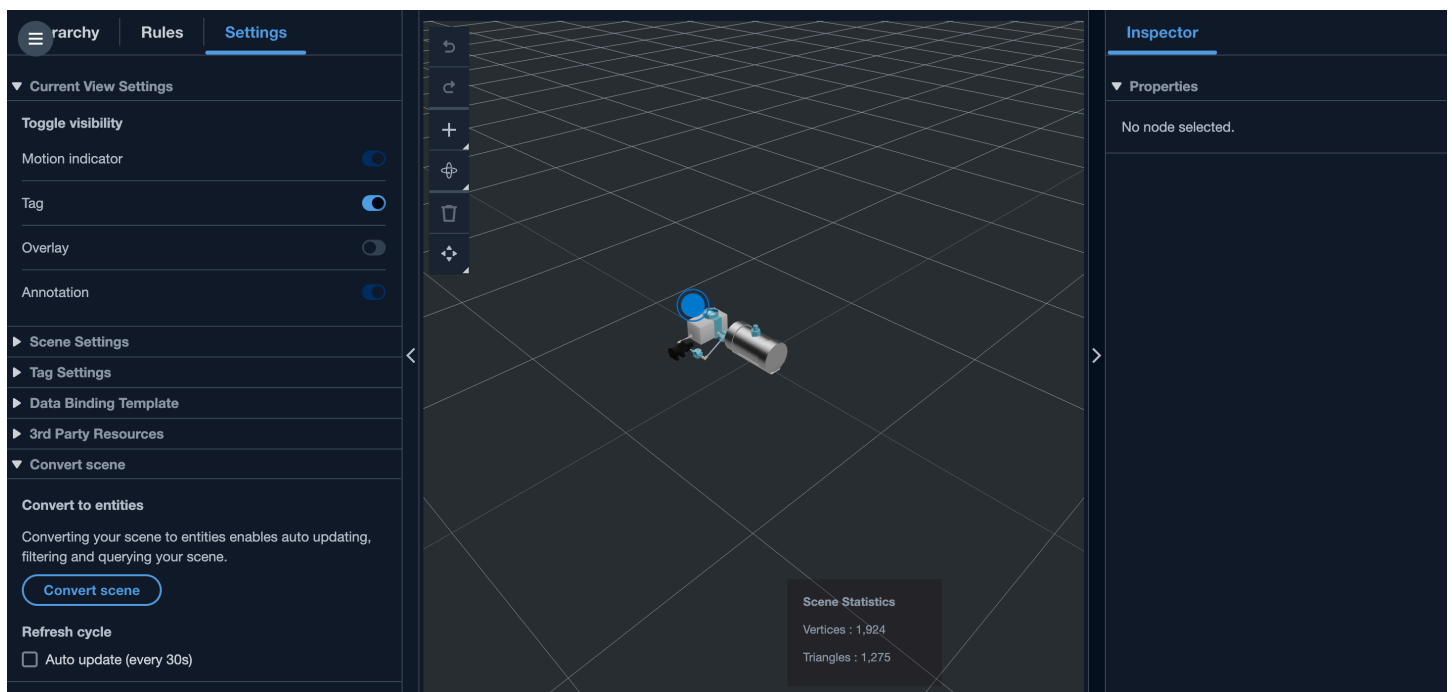 rarchy
Rules
Settings
Current View Settings
Toggle visibility
Motion indicator
Tag
Overlay
Annotation
Scene Settings
Tag Settings
Data Binding Template
3rd Party Resources
Convert scene
Convert to entities
Converting your scene to entities enables auto updating,
filtering and querying your scene.
Convert scene
Refresh cycle
Auto update (every 30s)
Scene Statistics
Vertices : 1,924
Triangles : 1,275
Inspector
Properties
No node selected.